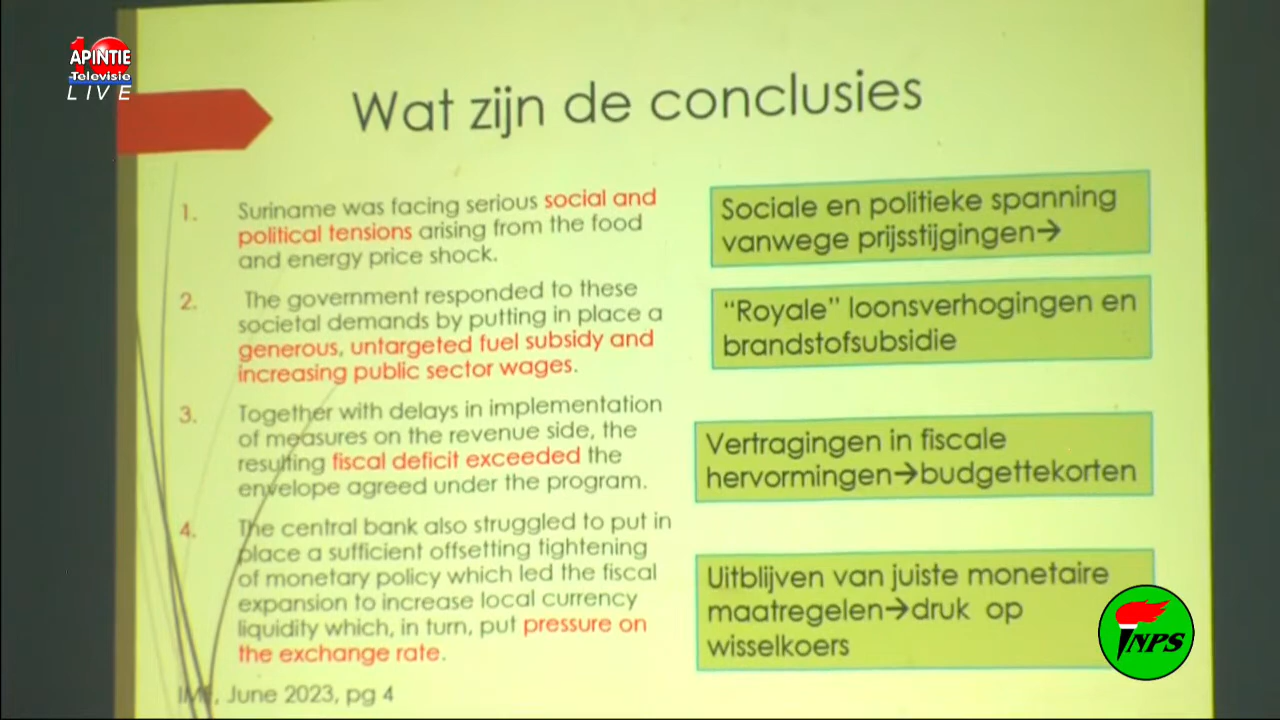 10
APINTIE
Televisie
LIVE
Wat zijn de conclusies
1. Suriname was facing serious social and
political tensions arising from the food
and energy price shock.
2. The government responded to these
societal demands by putting in place a
generous, untargeted fuel subsidy and
increasing public sector wages.
3. Together with delays in implementation
of measures on the revenue side, the
resulting fiscal deficit exceeded the
envelope agreed under the program.
4. The central bank also struggled to put in
place a sufficient offsetting tightening
of monetary policy which led the fiscal
expansion to increase local currency
liquidity which, in turn, put pressure on
the exchange rate.
IMF, June 2023, pg 4
Sociale en politieke spanning
vanwege prijsstijgingen→
“Royale” loonsverhogingen en
brandstofsubsidie
Vertragingen in fiscale
hervormingen→budgettekorten
Uitblijven van juiste monetaire
maatregelen→druk op
wisselkoers
NPS